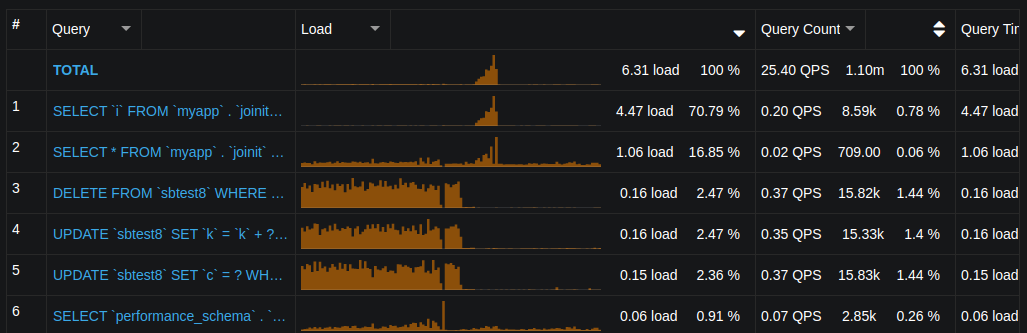 # Query Load Query Count Query Tir
TOTAL 6.31 load 100 % 25.40 QPS 1.10m 100 % 6.31 load
1 SELECT `i` FROM `myapp` . `joinit... 4.47 load 70.79 % 0.20 QPS 8.59k 0.78 % 4.47 load
2 SELECT * FROM `myapp` . `joinit` ... 1.06 load 16.85 % 0.02 QPS 709.00 0.06 % 1.06 load
3 DELETE FROM `sbtest8` WHERE ... 0.16 load 2.47 % 0.37 QPS 15.82k 1.44 % 0.16 load
4 UPDATE `sbtest8` SET `k` = `k` + ?... 0.16 load 2.47 % 0.35 QPS 15.33k 1.4 % 0.16 load
5 UPDATE `sbtest8` SET `c` = ? WH... 0.15 load 2.36 % 0.37 QPS 15.83k 1.44 % 0.15 load
6 SELECT `performance_schema` . `... 0.06 load 0.91 % 0.07 QPS 2.85k 0.26 % 0.06 load